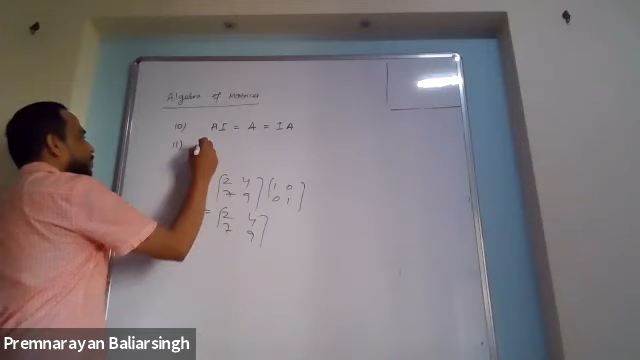 Algebra of Matrices
10) AI = A = IA
11)
(2 4
7 9) (1 0
0 1)
= (2 4
7 9)
Premnarayan Baliarsingh